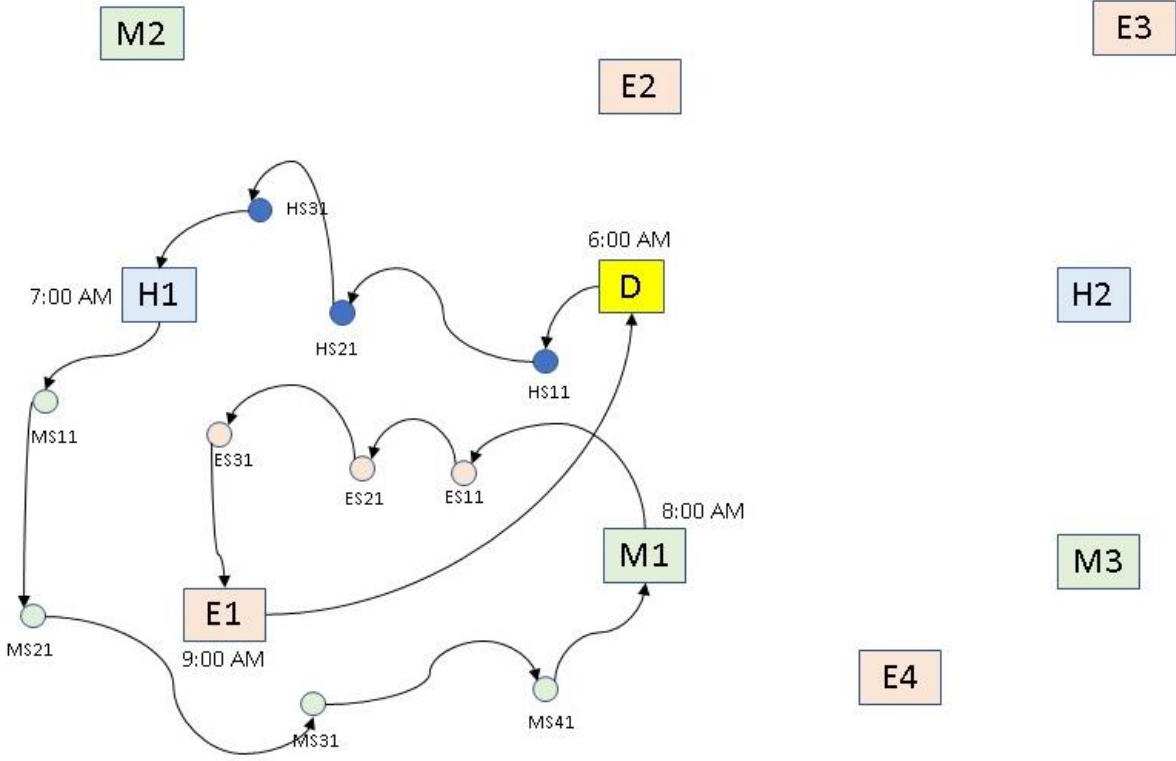 M2
E3
E2
HS31
6:00 AM
D
7:00 AM
H1
H2
HS21
HS11
MS11
ES31
ES21
ES11
8:00 AM
M1
M3
E1
MS21
9:00 AM
E4
MS31
MS41